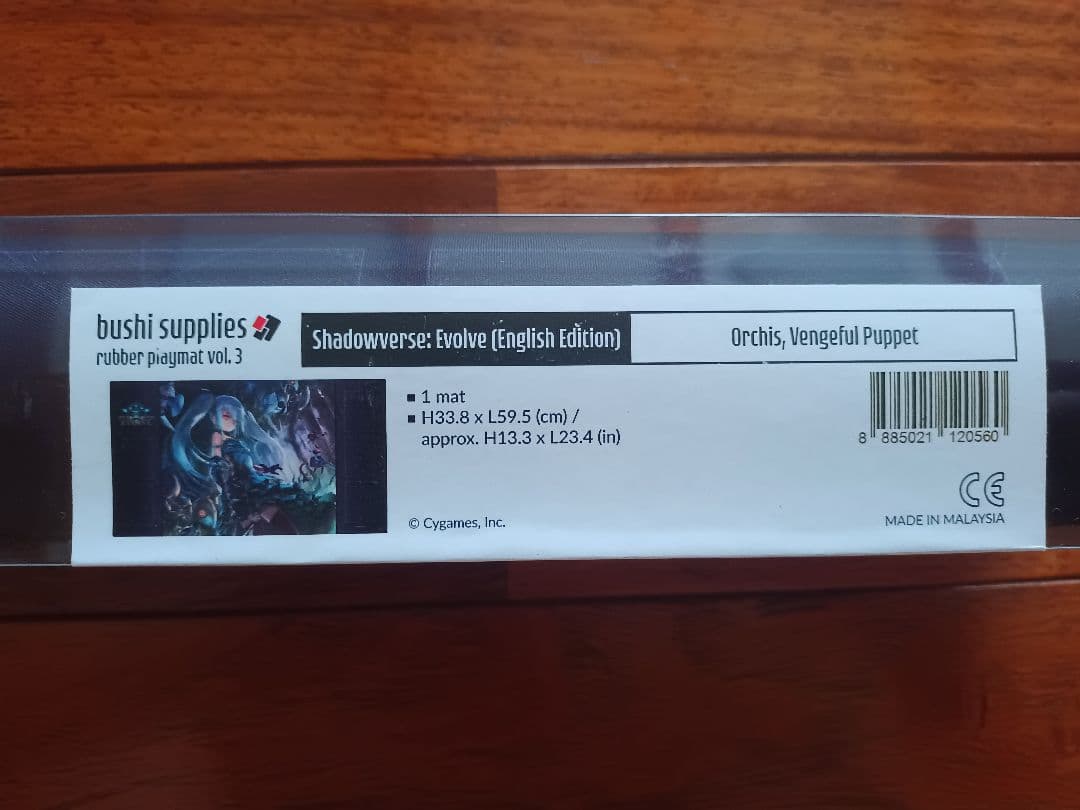 bushi supplies
rubber playmat vol. 3
Shadowverse: Evolve (English Edition)
Orchis, Vengeful Puppet
▪ 1 mat
▪ H33.8 x L59.5 (cm) /
approx. H13.3 x L23.4 (in)
© Cygames, Inc.
8 885021 120560
CE
MADE IN MALAYSIA